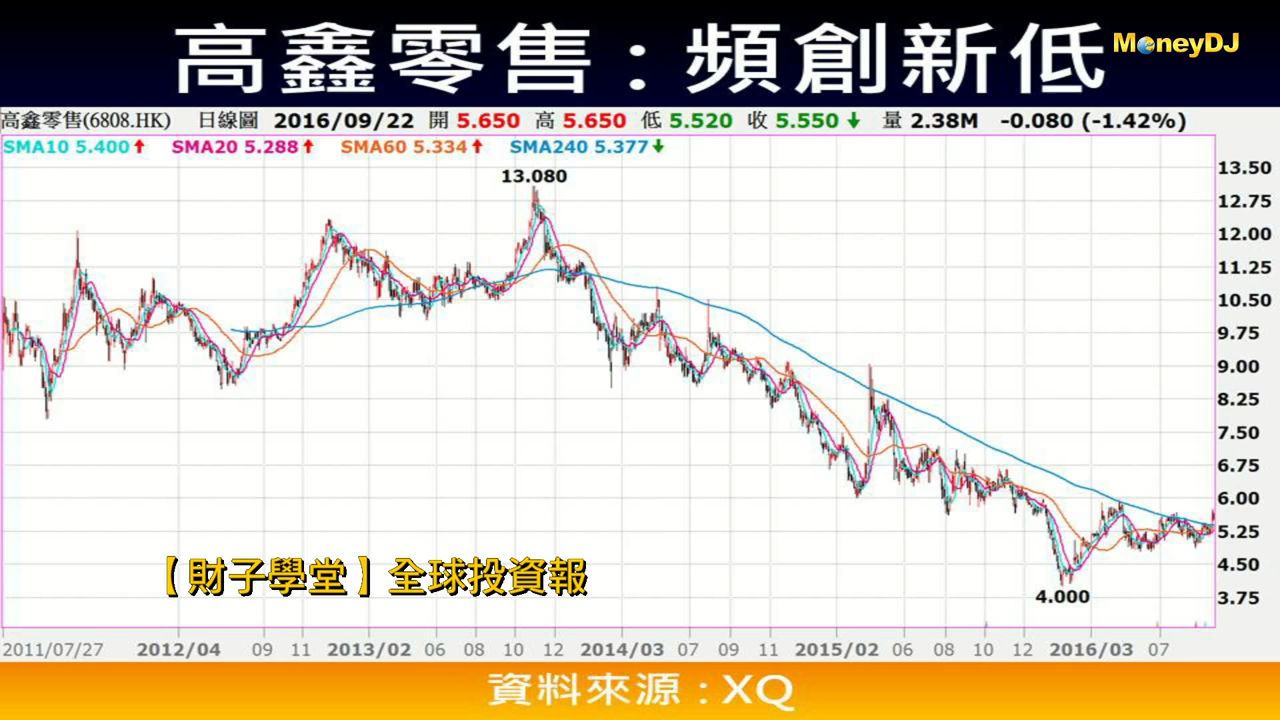 高鑫零售：頻創新低
MoneyDJ
高鑫零售(6808.HK) 日線圖 2016/09/22 開 5.650 高 5.650 低 5.520 收 5.550 ↓ 量 2.38M -0.080 (-1.42%)
SMA10 5.400↑ SMA20 5.288↑ SMA60 5.334↑ SMA240 5.377↓
13.080
13.50
12.75
12.00
11.25
10.50
9.75
9.00
8.25
7.50
6.75
6.00
5.25
4.50
3.75
【財子學堂】全球投資報
4.000
2011/07/27 2012/04 09 11 2013/02 06 08 10 12 2014/03 07 09 11 2015/02 06 08 10 12 2016/03 07
資料來源：XQ